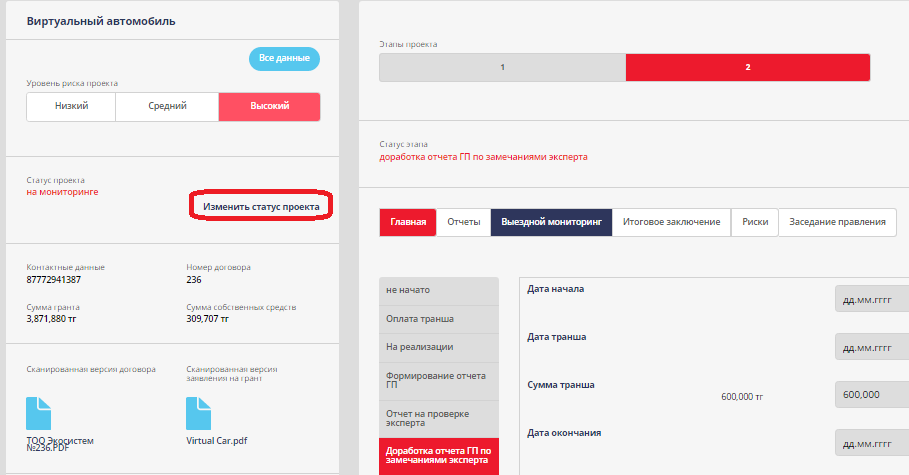 Виртуальный автомобиль
Все данные
Уровень риска проекта
Низкий Средний Высокий
Статус проекта
на мониторинге
Изменить статус проекта
Контактные данные Номер договора
87772941387 236
Сумма гранта Сумма собственных средств
3,871,880 тг 309,707 тг
Сканированная версия договора Сканированная версия
заявления на грант
ТОО Экосистем Virtual Car.pdf
№236.PDF
Этапы проекта
1 2
Статус этапа
доработка отчета ГП по замечаниями эксперта
Главная Отчеты Выездной мониторинг Итоговое заключение Риски Заседание правления
не начато
Оплата транша
На реализации
Формирование отчета
ГП
Отчет на проверке
эксперта
Доработка отчета ГП по
замечаниями эксперта
Дата начала дд.мм.гггг
Дата транша дд.мм.гггг
Сумма транша 600,000 тг 600,000
Дата окончания дд.мм.гггг